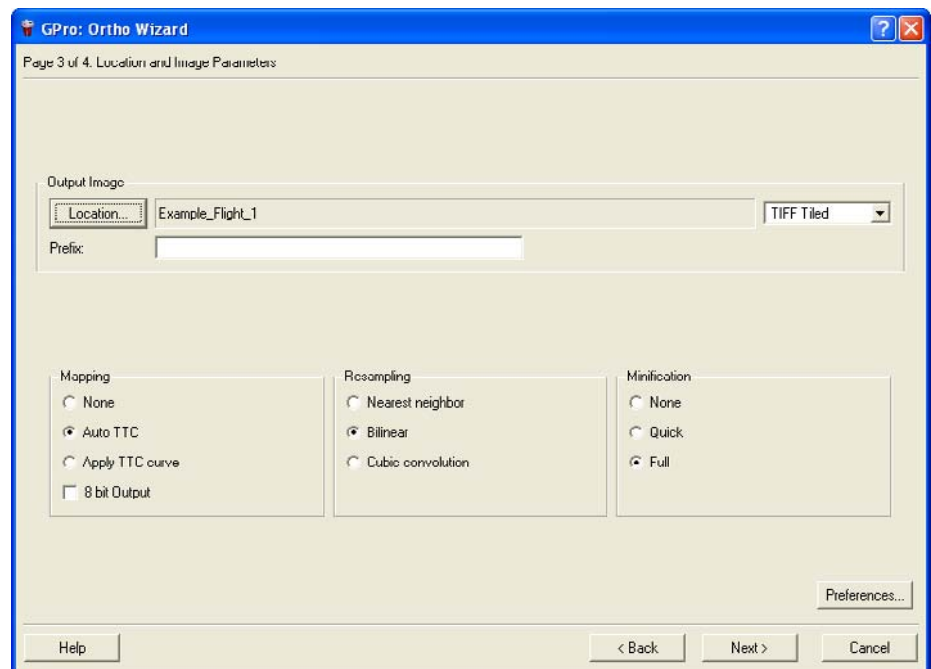 GPro: Ortho Wizard
Page 3 of 4. Location and Image Parameters
Output Image
Location... Example_Flight_1 TIFF Tiled
Prefix:
Mapping Resampling Minification
None Nearest neighbor None
Auto TTC Bilinear Quick
Apply TTC curve Cubic convolution Full
8 bit Output
Preferences...
Help < Back Next > Cancel